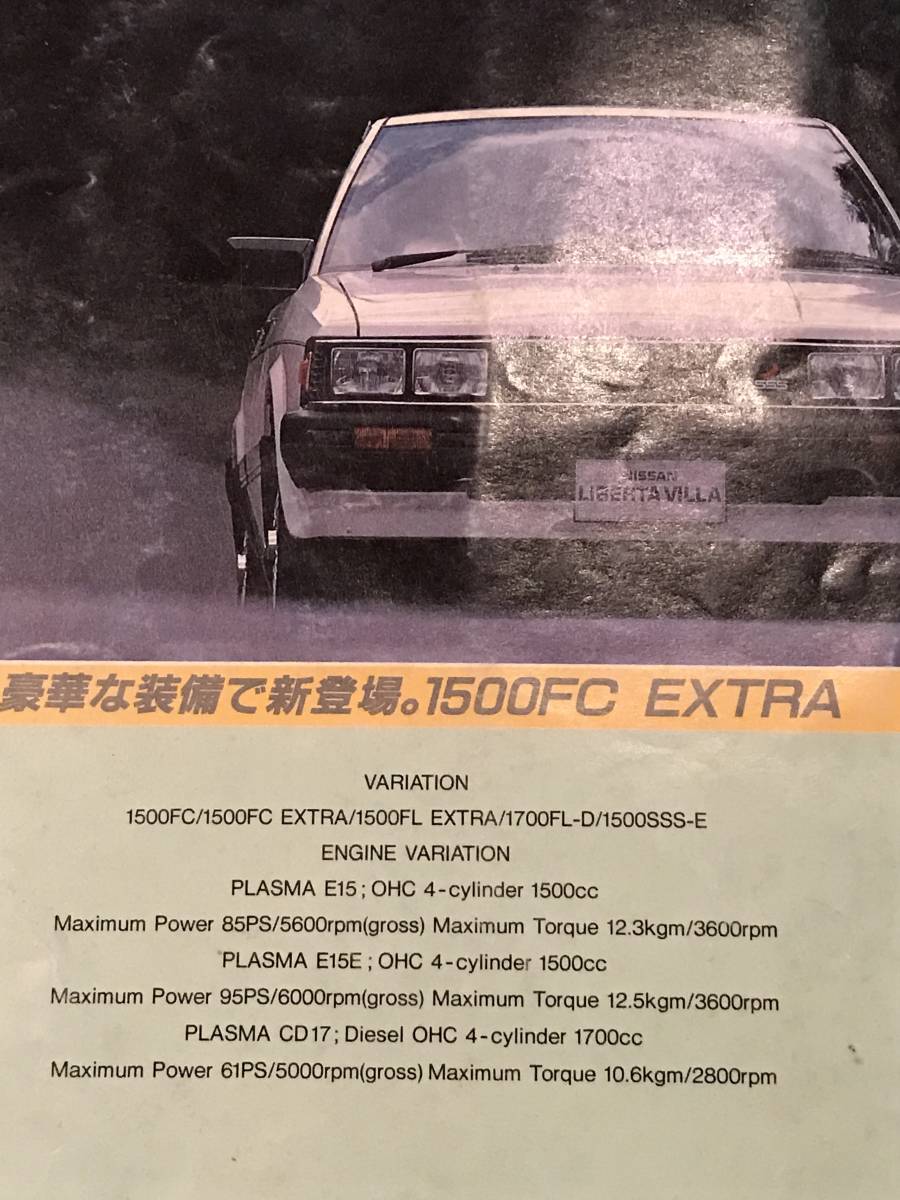 SSS
NISSAN
LIBERTA VILLA
豪華な装備で新登場。1500FC EXTRA
VARIATION
1500FC/1500FC EXTRA/1500FL EXTRA/1700FL-D/1500SSS-E
ENGINE VARIATION
PLASMA E15; OHC 4-cylinder 1500cc
Maximum Power 85PS/5600rpm(gross) Maximum Torque 12.3kgm/3600rpm
PLASMA E15E; OHC 4-cylinder 1500cc
Maximum Power 95PS/6000rpm(gross) Maximum Torque 12.5kgm/3600rpm
PLASMA CD17; Diesel OHC 4-cylinder 1700cc
Maximum Power 61PS/5000rpm(gross) Maximum Torque 10.6kgm/2800rpm